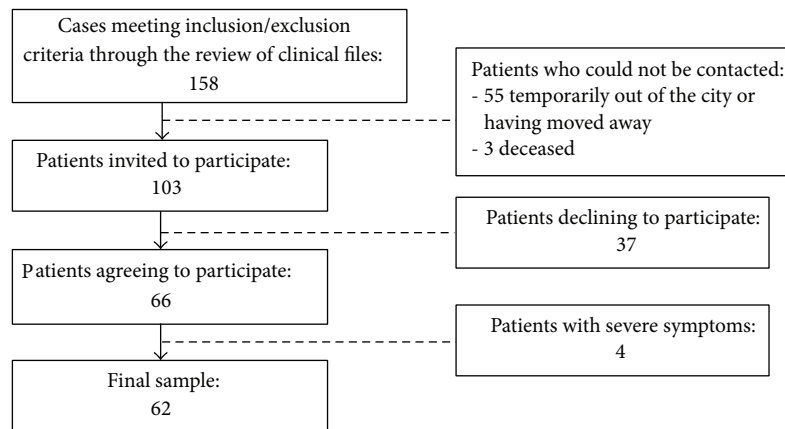 Cases meeting inclusion/exclusion
criteria through the review of clinical files:
158
Patients who could not be contacted:
- 55 temporarily out of the city or
having moved away
- 3 deceased
Patients invited to participate:
103
Patients declining to participate:
37
Patients agreeing to participate:
66
Patients with severe symptoms:
4
Final sample:
62